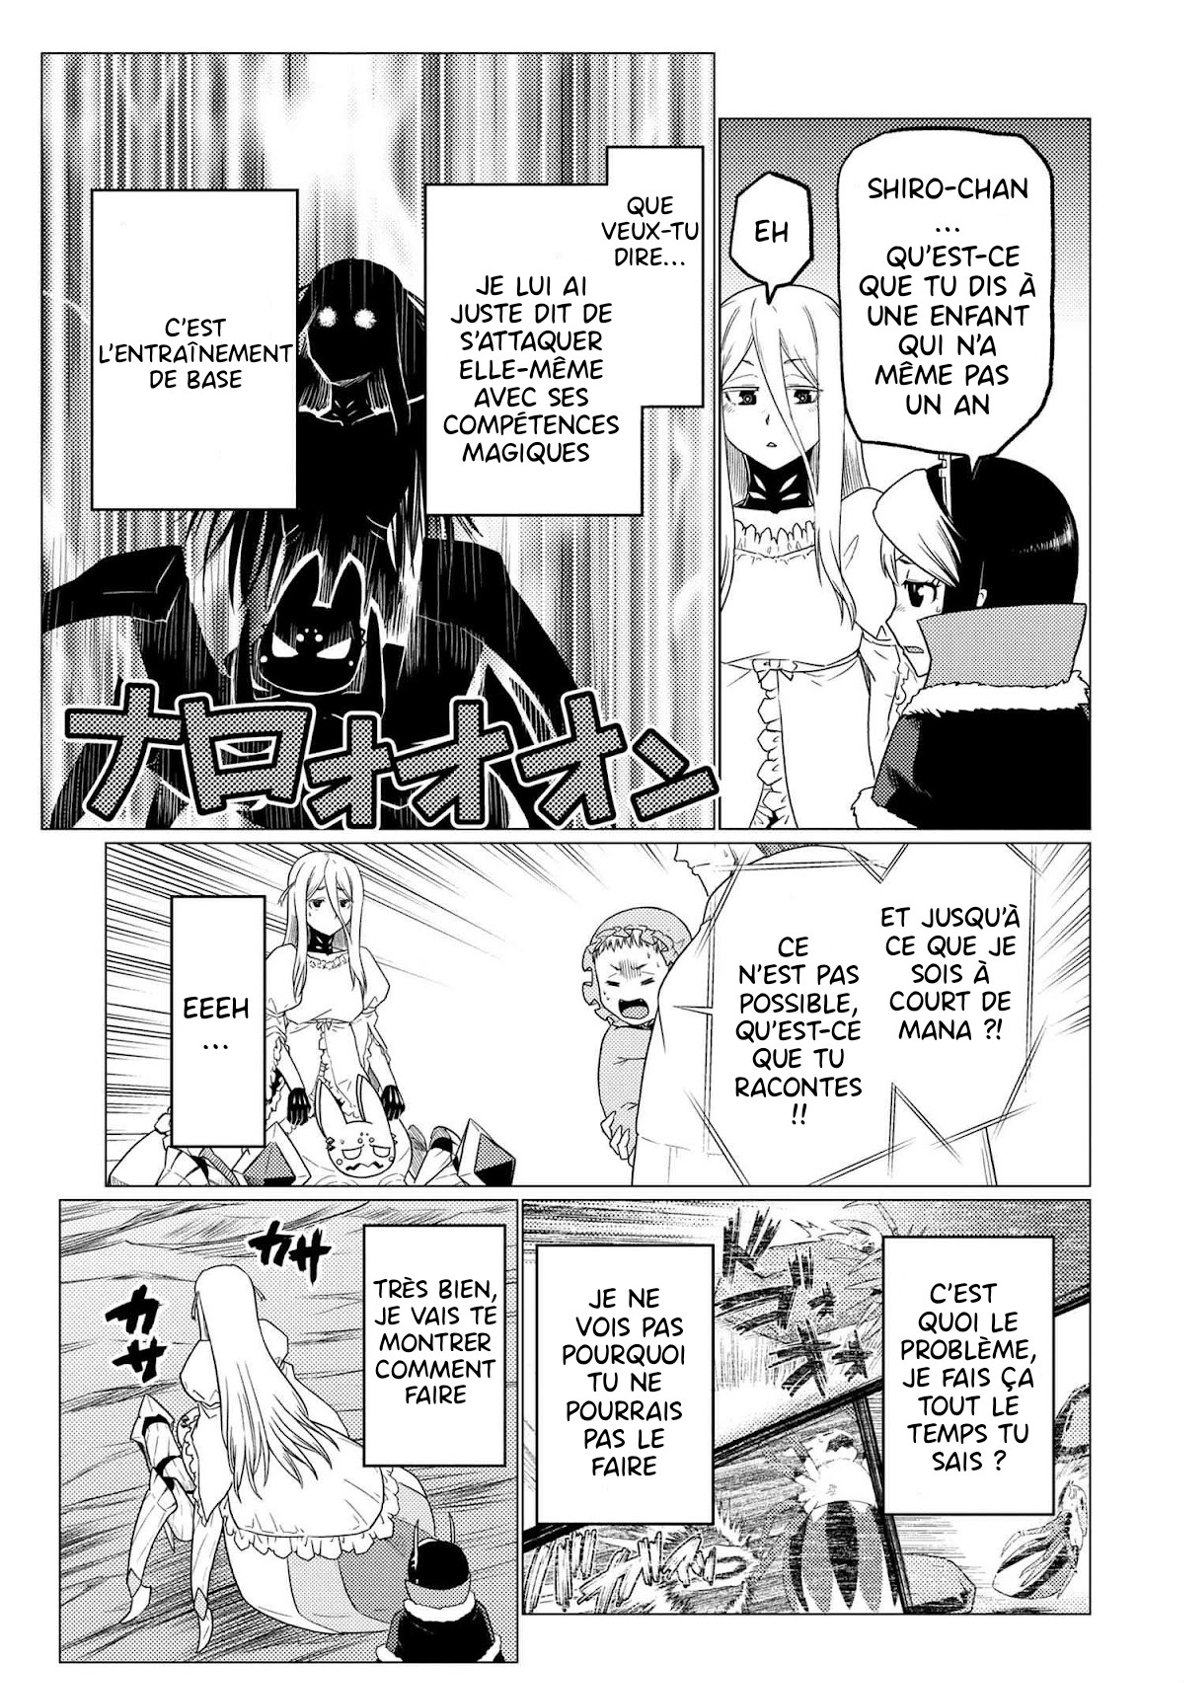 SHIRO-CHAN
...
QU'EST-CE
QUE TU DIS À
UNE ENFANT
QUI N'A
MÊME PAS
UN AN
EH
QUE
VEUX-TU
DIRE...
JE LUI AI
JUSTE DIT DE
S'ATTAQUER
ELLE-MÊME
AVEC SES
COMPÉTENCES
MAGIQUES
C'EST
L'ENTRAÎNEMENT
DE BASE
ナロォオオン
ET JUSQU'À
CE QUE JE
SOIS À
COURT DE
MANA ?!
CE
N'EST PAS
POSSIBLE,
QU'EST-CE
QUE TU
RACONTES
!!
EEEH
...
C'EST
QUOI LE
PROBLÈME,
JE FAIS ÇA
TOUT LE
TEMPS TU
SAIS ?
JE NE
VOIS PAS
POURQUOI
TU NE
POURRAIS
PAS LE
FAIRE
TRÈS BIEN,
JE VAIS TE
MONTRER
COMMENT
FAIRE
カサ
カサ